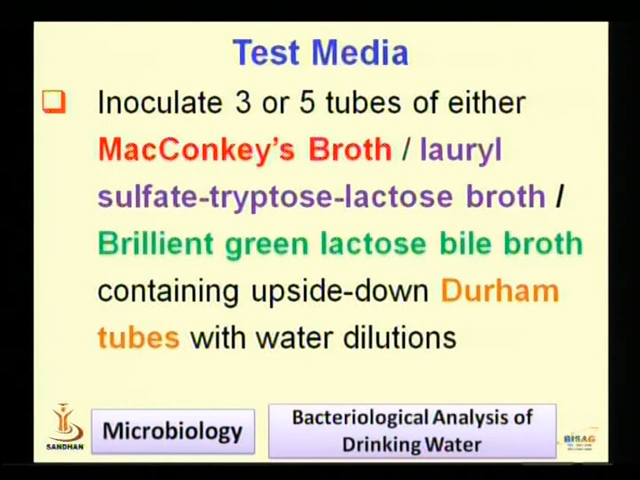 Test Media
Inoculate 3 or 5 tubes of either
MacConkey's Broth / lauryl
sulfate-tryptose-lactose broth /
Brillient green lactose bile broth
containing upside-down Durham
tubes with water dilutions
SANDHAN
Microbiology
Bacteriological Analysis of
Drinking Water
BISAG